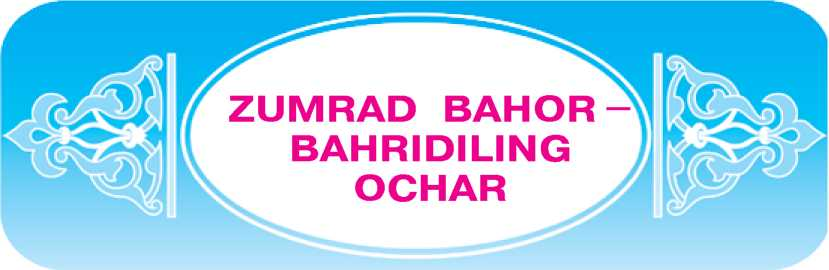 ZUMRAD BAHOR –
BAHRIDILING
OCHAR